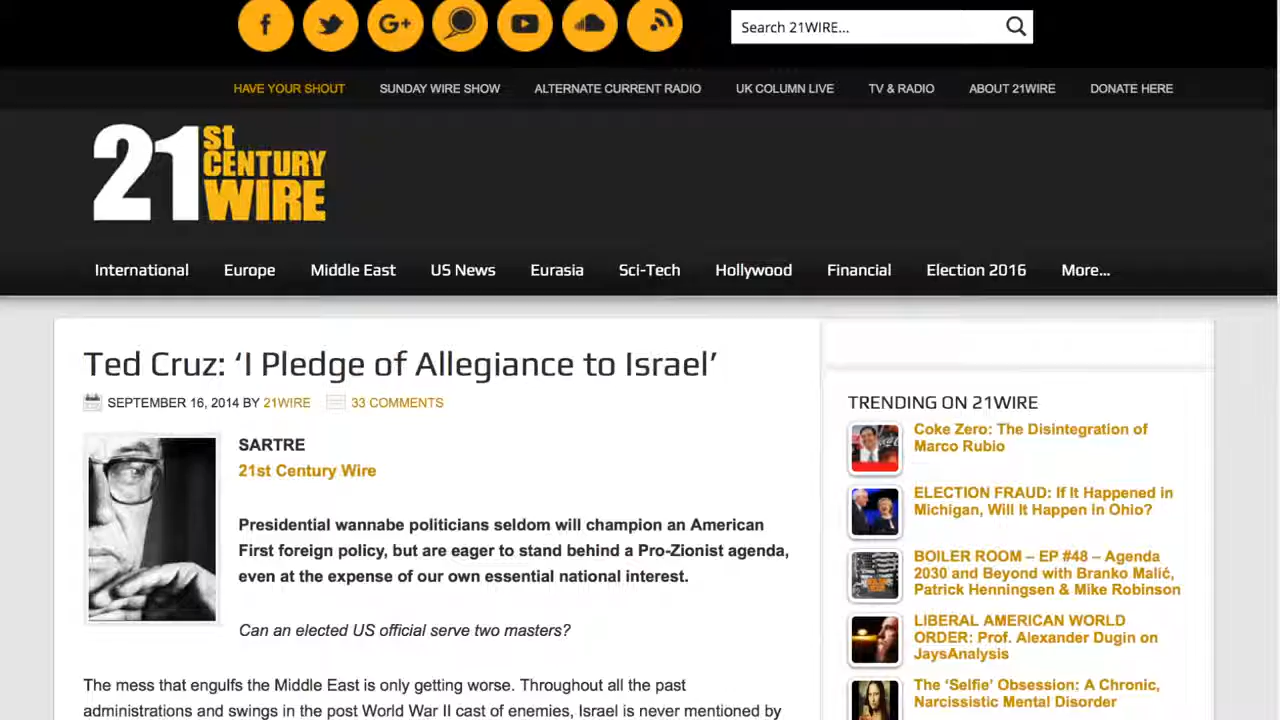 Search 21WIRE...
HAVE YOUR SHOUT SUNDAY WIRE SHOW ALTERNATE CURRENT RADIO UK COLUMN LIVE TV & RADIO ABOUT 21WIRE DONATE HERE
21st
CENTURY
WIRE
International Europe Middle East US News Eurasia Sci-Tech Hollywood Financial Election 2016 More...
Ted Cruz: ‘I Pledge of Allegiance to Israel’
SEPTEMBER 16, 2014 BY 21WIRE 33 COMMENTS
SARTRE
21st Century Wire
Presidential wannabe politicians seldom will champion an American
First foreign policy, but are eager to stand behind a Pro-Zionist agenda,
even at the expense of our own essential national interest.
Can an elected US official serve two masters?
The mess that engulfs the Middle East is only getting worse. Throughout all the past
administrations and swings in the post World War II cast of enemies, Israel is never mentioned by
TRENDING ON 21WIRE
Coke Zero: The Disintegration of
Marco Rubio
ELECTION FRAUD: If It Happened in
Michigan, Will It Happen in Ohio?
BOILER ROOM – EP #48 – Agenda
2030 and Beyond with Branko Malić,
Patrick Henningsen & Mike Robinson
LIBERAL AMERICAN WORLD
ORDER: Prof. Alexander Dugin on
JaysAnalysis
The ‘Selfie’ Obsession: A Chronic,
Narcissistic Mental Disorder